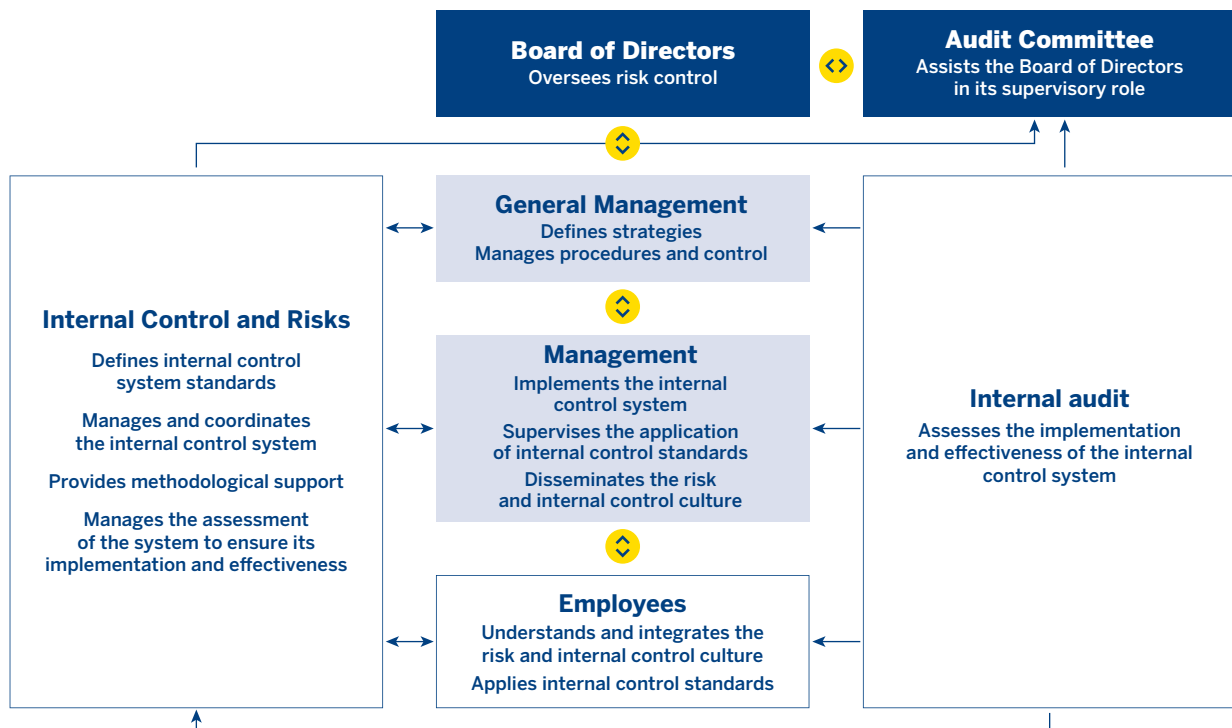 Board of Directors
Oversees risk control
Audit Committee
Assists the Board of Directors
in its supervisory role
General Management
Defines strategies
Manages procedures and control
Internal Control and Risks
Defines internal control
system standards
Manages and coordinates
the internal control system
Provides methodological support
Manages the assessment
of the system to ensure its
implementation and effectiveness
Management
Implements the internal
control system
Supervises the application
of internal control standards
Disseminates the risk
and internal control culture
Employees
Understands and integrates the
risk and internal control culture
Applies internal control standards
Internal audit
Assesses the implementation
and effectiveness of the internal
control system